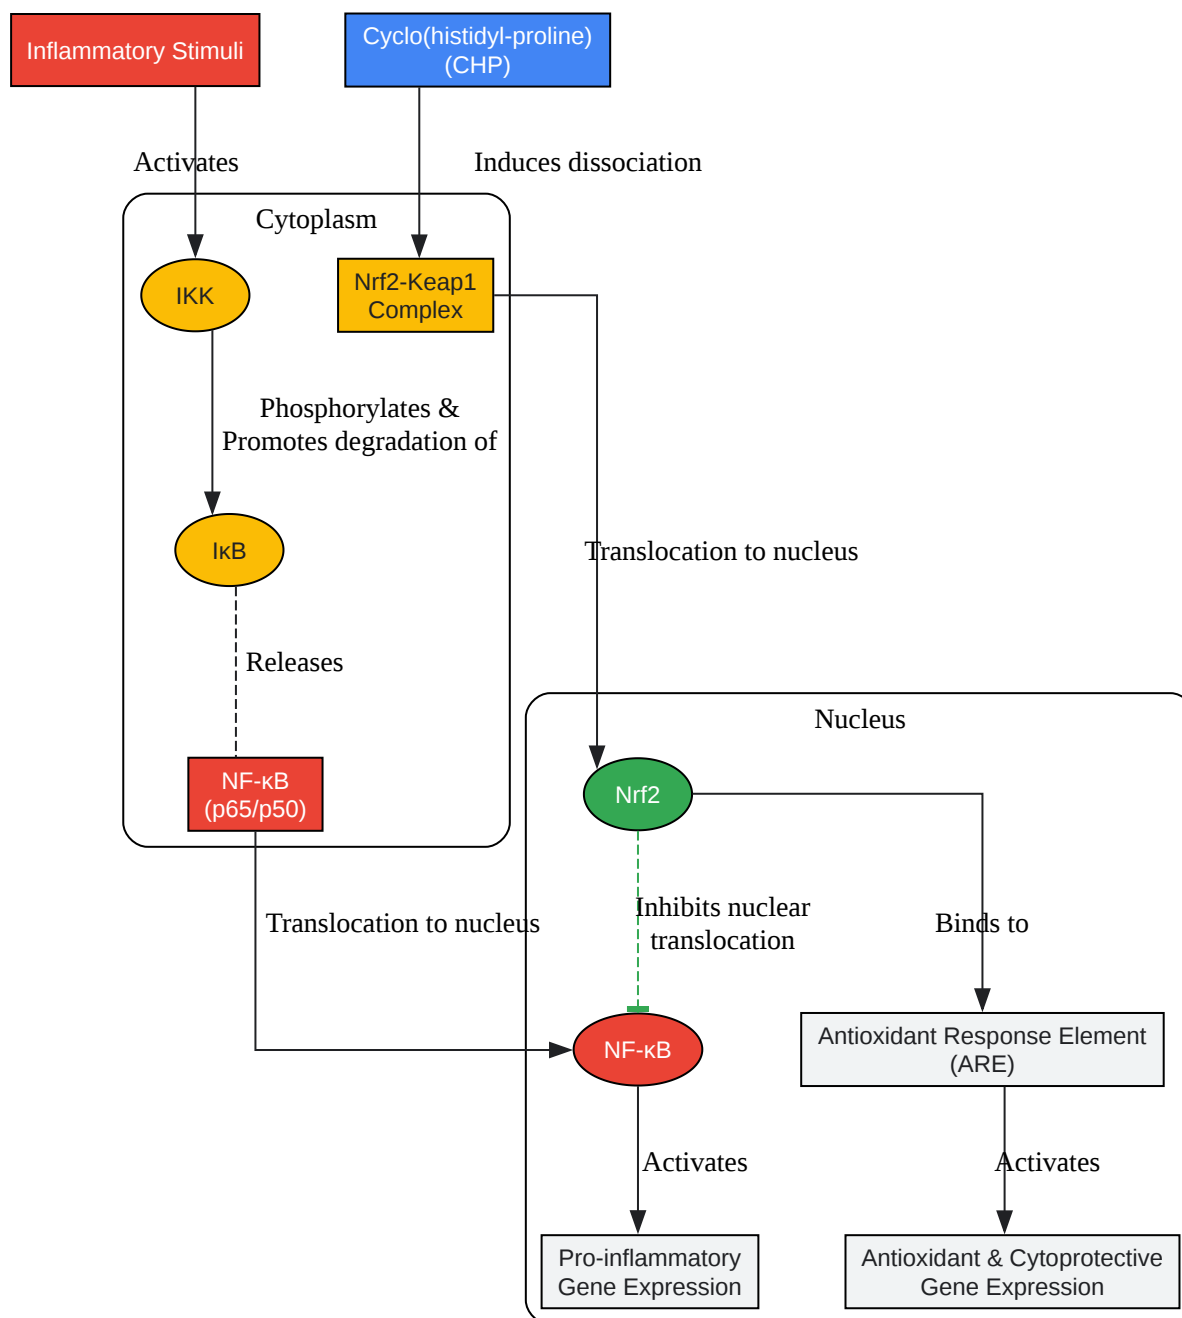 Inflammatory Stimuli
Cyclo(histidyl-proline)
(CHP)
Activates
Induces dissociation
Cytoplasm
IKK
Nrf2-Keap1
Complex
Phosphorylates &
Promotes degradation of
IκB
Translocation to nucleus
Releases
Nucleus
NF-κB
(p65/p50)
Nrf2
Translocation to nucleus
Inhibits nuclear
translocation
Binds to
NF-κB
Antioxidant Response Element
(ARE)
Activates
Activates
Pro-inflammatory
Gene Expression
Antioxidant & Cytoprotective
Gene Expression